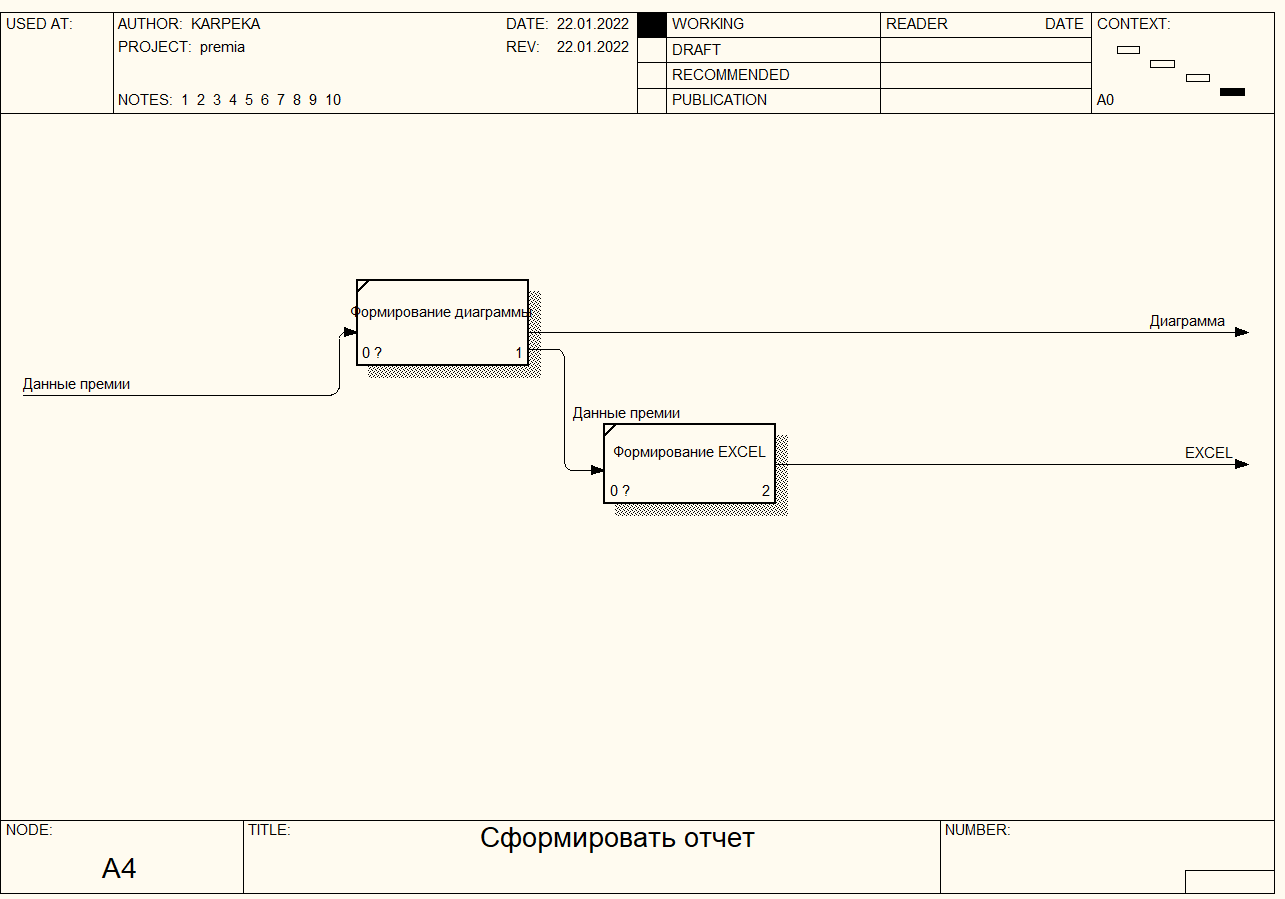 USED AT:
AUTHOR: KARPEKA
DATE: 22.01.2022
PROJECT: premia
REV: 22.01.2022
NOTES: 1 2 3 4 5 6 7 8 9 10
WORKING
DRAFT
RECOMMENDED
PUBLICATION
READER DATE
CONTEXT:
A0
Формирование диаграммы
0 ?
1
Диаграмма
Данные премии
Данные премии
Формирование EXCEL
0 ?
2
EXCEL
NODE:
A4
TITLE:
Сформировать отчет
NUMBER: